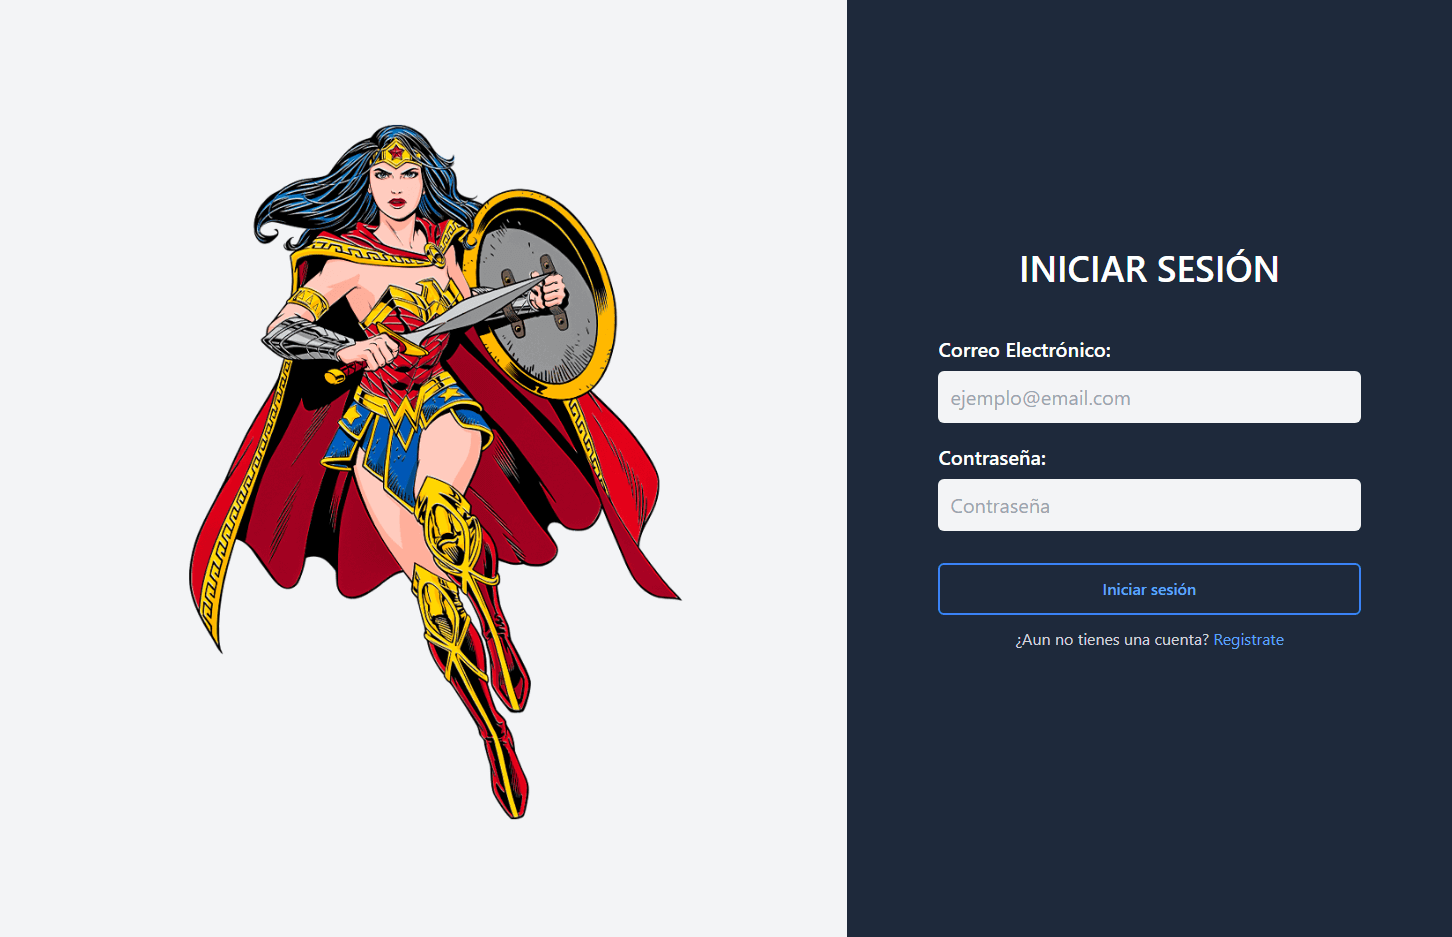 INICIAR SESIÓN
Correo Electrónico:
ejemplo@email.com
Contraseña:
Contraseña
Iniciar sesión
¿Aun no tienes una cuenta? Registrate